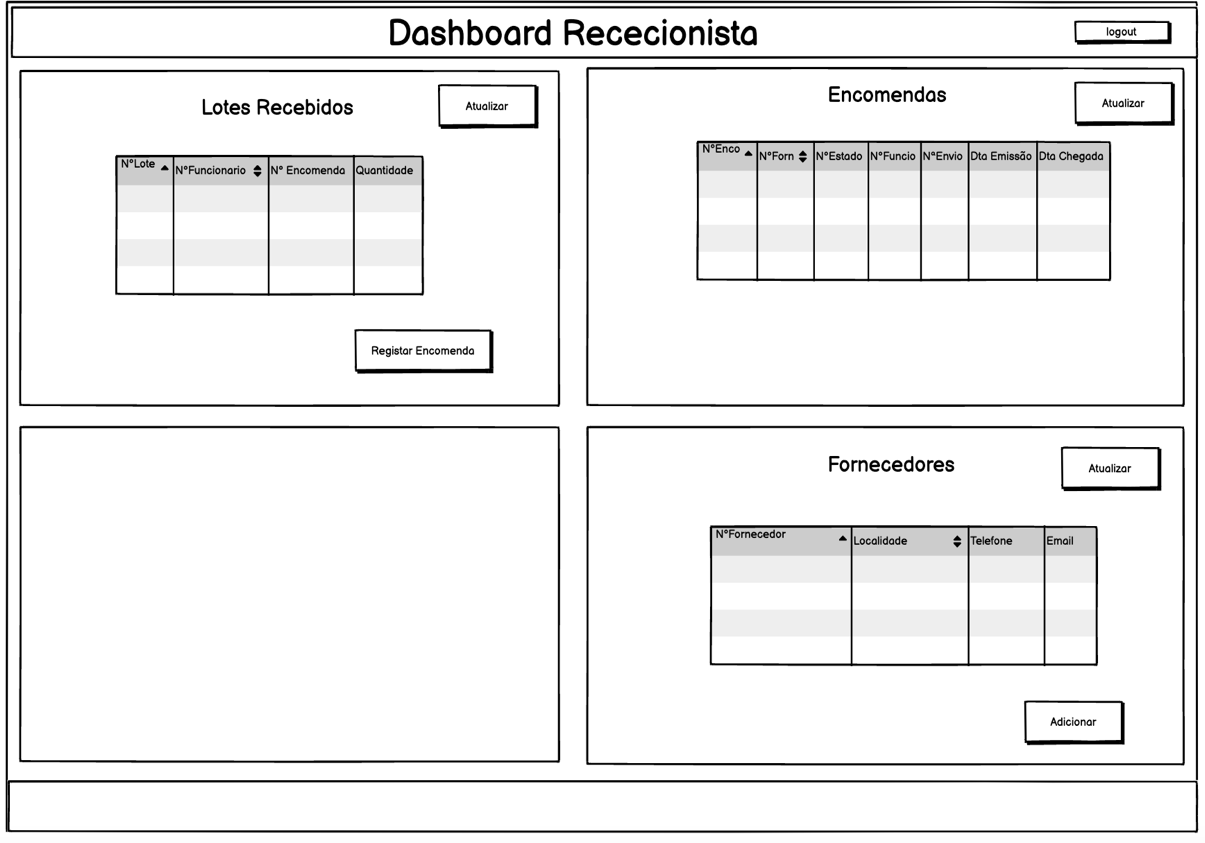 Dashboard Rececionista
logout
Lotes Recebidos
Atualizar
N°Lote N°Funcionario N° Encomenda Quantidade
Registar Encomenda
Encomendas
Atualizar
N°Enco N°Forn N°Estado N°Funcio N°Envio Dta Emissão Dta Chegada
Fornecedores
Atualizar
N°Fornecedor Localidade Telefone Email
Adicionar